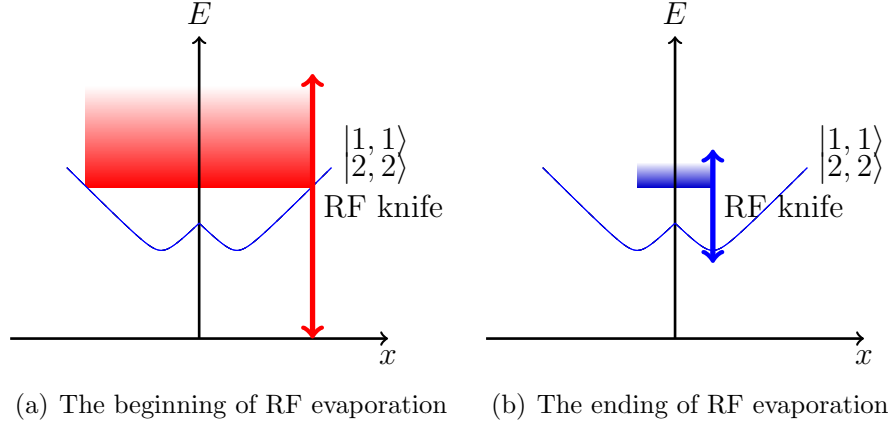 E
|1, 1⟩
|2, 2⟩
RF knife
x
(a) The beginning of RF evaporation
E
|1, 1⟩
|2, 2⟩
RF knife
x
(b) The ending of RF evaporation